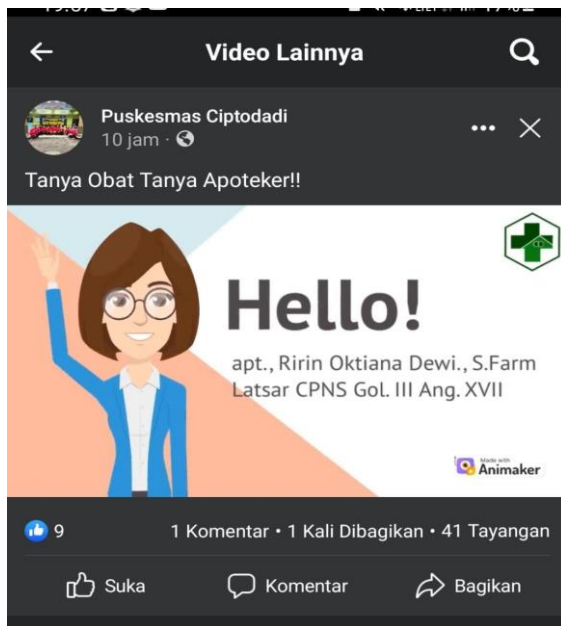 Video Lainnya
Puskesmas Ciptodadi
10 jam ·
Tanya Obat Tanya Apoteker!!
Hello!
apt., Ririn Oktiana Dewi., S.Farm
Latsar CPNS Gol. III Ang. XVII
Made with
Animaker
9
1 Komentar • 1 Kali Dibagikan • 41 Tayangan
Suka
Komentar
Bagikan